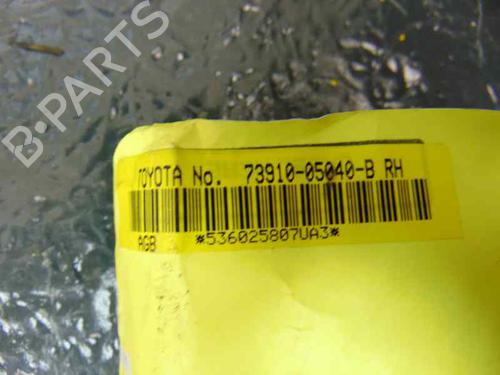 B-PARTS
TOYOTA No. 73910-05040-B RH
AGB *536025807UA3*